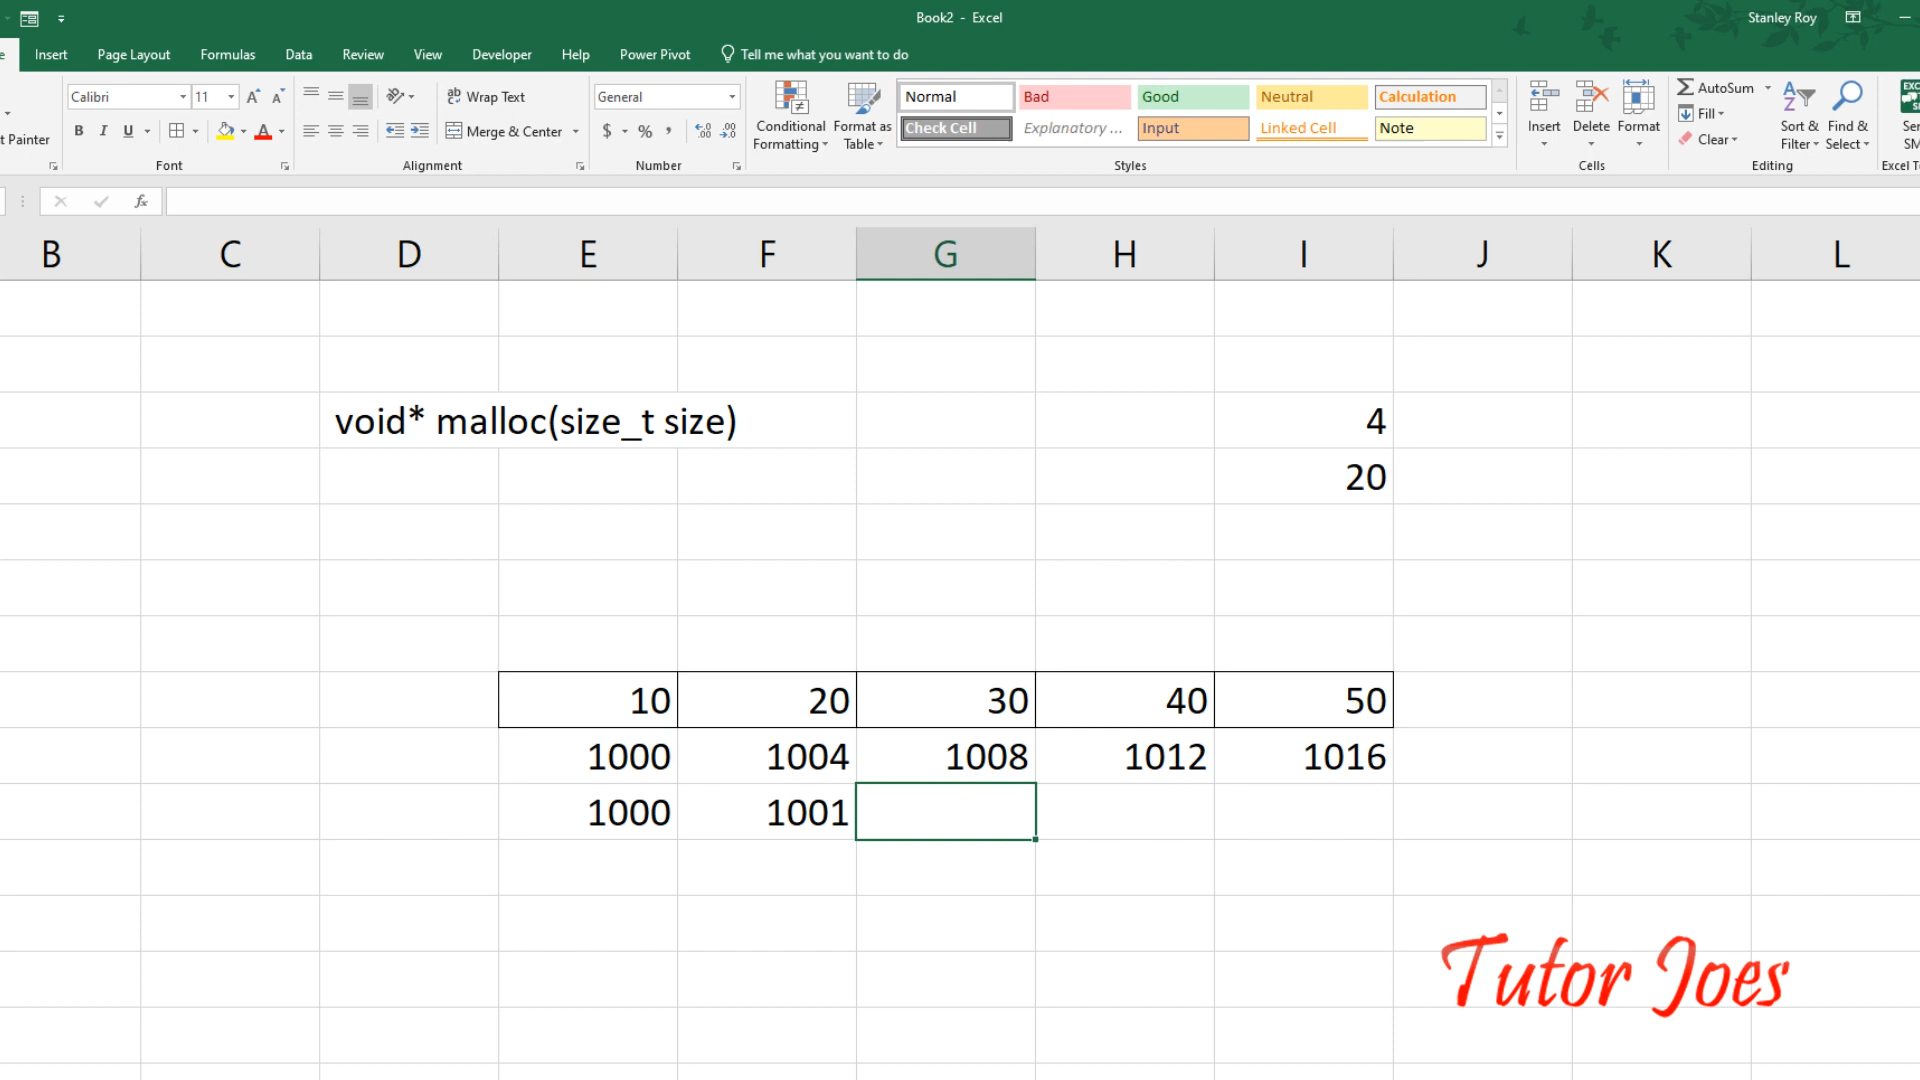 Book2 - Excel
Stanley Roy
Insert Page Layout Formulas Data Review View Developer Help Power Pivot Tell me what you want to do
Calibri 11
Wrap Text
General
Normal Bad Good Neutral Calculation
Check Cell Explanatory ... Input Linked Cell Note
t Painter
B I U
Merge & Center
$ % ,
Conditional Formatting
Format as Table
Insert Delete Format
AutoSum
Fill
Clear
Sort & Filter
Find & Select
Font Alignment Number Styles Cells Editing Excel T
fx
B C D E F G H I J K L
void* malloc(size_t size) 4
20
10 20 30 40 50
1000 1004 1008 1012 1016
1000 1001
Tutor Joes